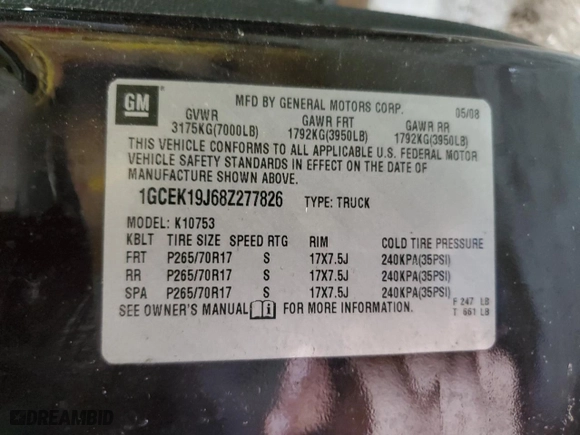 GM
MFD BY GENERAL MOTORS CORP. 05/08
GVWR GAWR FRT GAWR RR
3175KG(7000LB) 1792KG(3950LB) 1792KG(3950LB)
THIS VEHICLE CONFORMS TO ALL APPLICABLE U.S. FEDERAL MOTOR
VEHICLE SAFETY STANDARDS IN EFFECT ON THE DATE OF
MANUFACTURE SHOWN ABOVE.
1GCEK19J68Z277826 TYPE: TRUCK
MODEL: K10753
KBLT TIRE SIZE SPEED RTG RIM COLD TIRE PRESSURE
FRT P265/70R17 S 17X7.5J 240KPA(35PSI)
RR P265/70R17 S 17X7.5J 240KPA(35PSI)
SPA P265/70R17 S 17X7.5J 240KPA(35PSI)
SEE OWNER'S MANUAL i FOR MORE INFORMATION.
F 247 LB
T 661 LB
DREAMBID